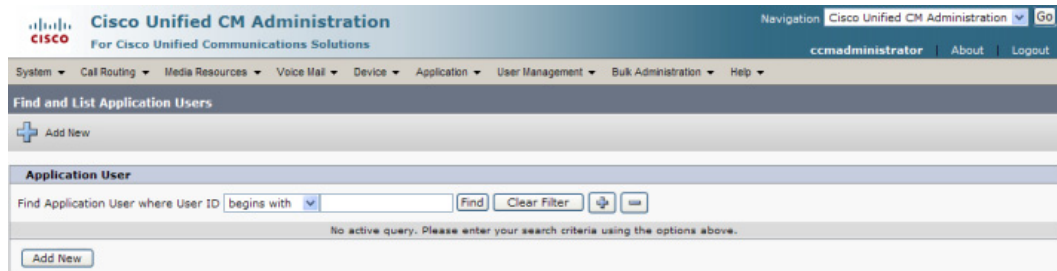 Cisco Unified CM Administration
For Cisco Unified Communications Solutions
CISCO
Navigation Cisco Unified CM Administration Go
ccmadministrator | About | Logout
System Call Routing Media Resources Voice Mail Device Application User Management Bulk Administration Help
Find and List Application Users
Add New
Application User
Find Application User where User ID begins with Find Clear Filter
No active query. Please enter your search criteria using the options above.
Add New